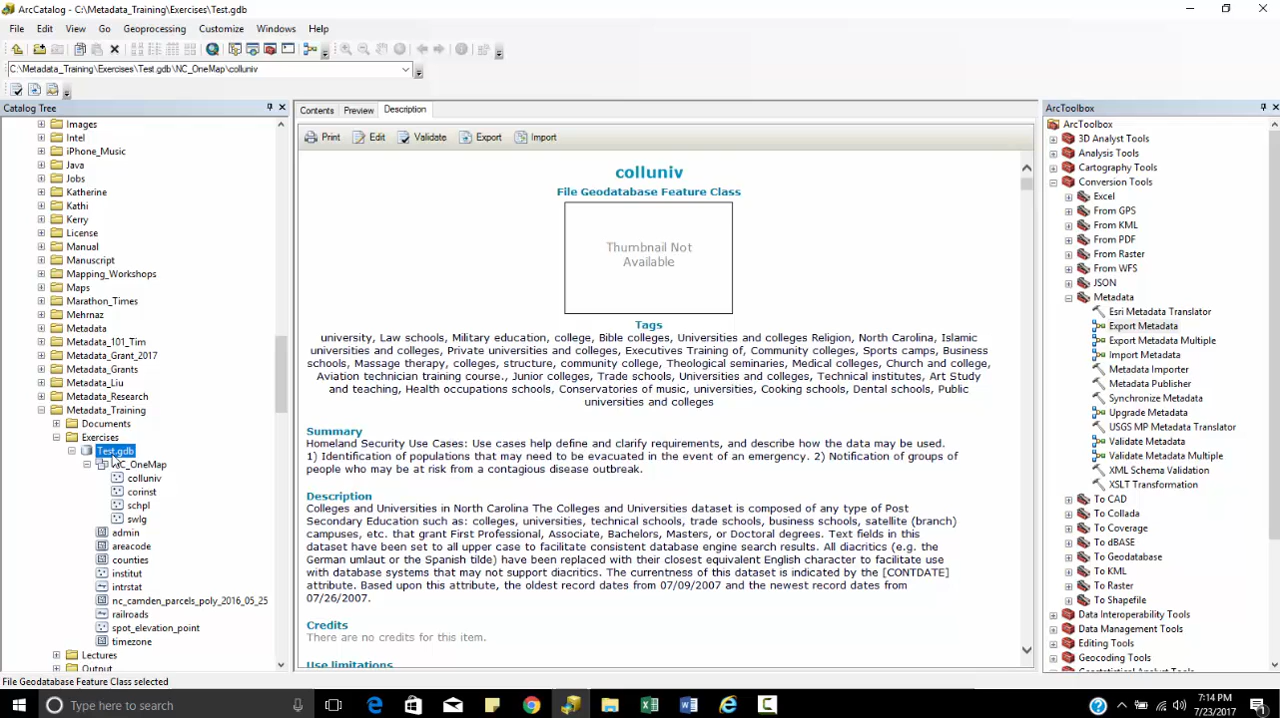 ArcCatalog - C:\Metadata_Training\Exercises\Test.gdb
File Edit View Go Geoprocessing Customize Windows Help
C:\Metadata_Training\Exercises\Test.gdb\NC_OneMap\colluniv
Catalog Tree
Images
Intel
iPhone_Music
Java
Jobs
Katherine
Kathi
Kerry
License
Manual
Manuscript
Mapping_Workshops
Maps
Marathon_Times
Mehrnaz
Metadata
Metadata_101_Tim
Metadata_Grant_2017
Metadata_Grants
Metadata_Liu
Metadata_Research
Metadata_Training
Documents
Exercises
Test.gdb
NC_OneMap
colluniv
corinst
schpl
swlg
admin
areacode
counties
institut
intrstat
nc_camden_parcels_poly_2016_05_25
railroads
spot_elevation_point
timezone
Lectures
Output
Contents Preview Description
Print Edit Validate Export Import
colluniv
File Geodatabase Feature Class
Thumbnail Not
Available
Tags
university, Law schools, Military education, college, Bible colleges, Universities and colleges Religion, North Carolina, Islamic
universities and colleges, Private universities and colleges, Executives Training of, Community colleges, Sports camps, Business
schools, Massage therapy, colleges, structure, community college, Theological seminaries, Medical colleges, Church and college,
Aviation technician training course., Junior colleges, Trade schools, Universities and colleges, Technical institutes, Art Study
and teaching, Health occupations schools, Conservatories of music, universities, Cooking schools, Dental schools, Public
universities and colleges
Summary
Homeland Security Use Cases: Use cases help define and clarify requirements, and describe how the data may be used.
1) Identification of populations that may need to be evacuated in the event of an emergency. 2) Notification of groups of
people who may be at risk from a contagious disease outbreak.
Description
Colleges and Universities in North Carolina The Colleges and Universities dataset is composed of any type of Post
Secondary Education such as: colleges, universities, technical schools, trade schools, business schools, satellite (branch)
campuses, etc. that grant First Professional, Associate, Bachelors, Masters, or Doctoral degrees. Text fields in this
dataset have been set to all upper case to facilitate consistent database engine search results. All diacritics (e.g. the
German umlaut or the Spanish tilde) have been replaced with their closest equivalent English character to facilitate use
with database systems that may not support diacritics. The currentness of this dataset is indicated by the [CONTDATE]
attribute. Based upon this attribute, the oldest record dates from 07/09/2007 and the newest record dates from
07/26/2007.
Credits
There are no credits for this item.
Use limitations
ArcToolbox
ArcToolbox
3D Analyst Tools
Analysis Tools
Cartography Tools
Conversion Tools
Excel
From GPS
From KML
From PDF
From Raster
From WFS
JSON
Metadata
Esri Metadata Translator
Export Metadata
Export Metadata Multiple
Import Metadata
Metadata Importer
Metadata Publisher
Synchronize Metadata
Upgrade Metadata
USGS MP Metadata Translator
Validate Metadata
Validate Metadata Multiple
XML Schema Validation
XSLT Transformation
To CAD
To Collada
To Coverage
To dBASE
To Geodatabase
To KML
To Raster
To Shapefile
Data Interoperability Tools
Data Management Tools
Editing Tools
Geocoding Tools
Geostatistical Analyst Tools
File Geodatabase Feature Class selected
Type here to search
7:14 PM
7/23/2017